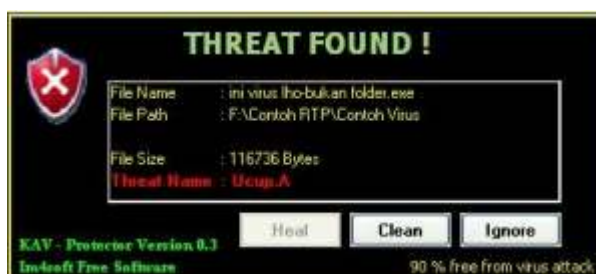 THREAT FOUND !
File Name : ini virus lho-bukan folder.exe
File Path : F:\Contoh RTP\Contoh Virus
File Size : 116736 Bytes
Threat Name : Ucup.A
Heal Clean Ignore
KAV - Protector Version 0.3
Im4soft Free Software
90 % free from virus attack